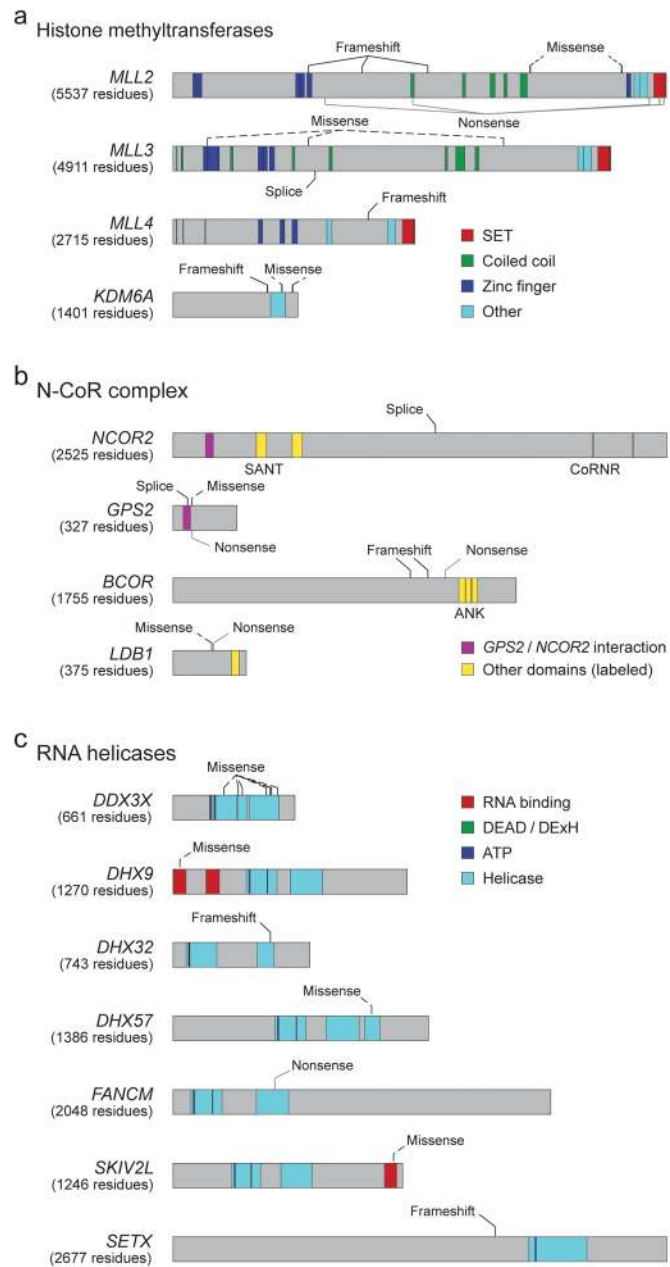 a
Histone methyltransferases
Frameshift
Missense
MLL2
(5537 residues)
Nonsense
Missense
MLL3
(4911 residues)
Splice
Frameshift
MLL4
(2715 residues)
Frameshift Missense
KDM6A
(1401 residues)
SET
Coiled coil
Zinc finger
Other
b
N-CoR complex
Splice
NCOR2
(2525 residues)
SANT
CoRNR
Splice Missense
GPS2
(327 residues)
Nonsense
Frameshift Nonsense
BCOR
(1755 residues)
ANK
Missense Nonsense
LDB1
(375 residues)
GPS2 / NCOR2 interaction
Other domains (labeled)
c
RNA helicases
Missense
DDX3X
(661 residues)
RNA binding
DEAD / DExH
ATP
Helicase
Missense
DHX9
(1270 residues)
Frameshift
DHX32
(743 residues)
Missense
DHX57
(1386 residues)
Nonsense
FANCM
(2048 residues)
Missense
SKIV2L
(1246 residues)
Frameshift
SETX
(2677 residues)